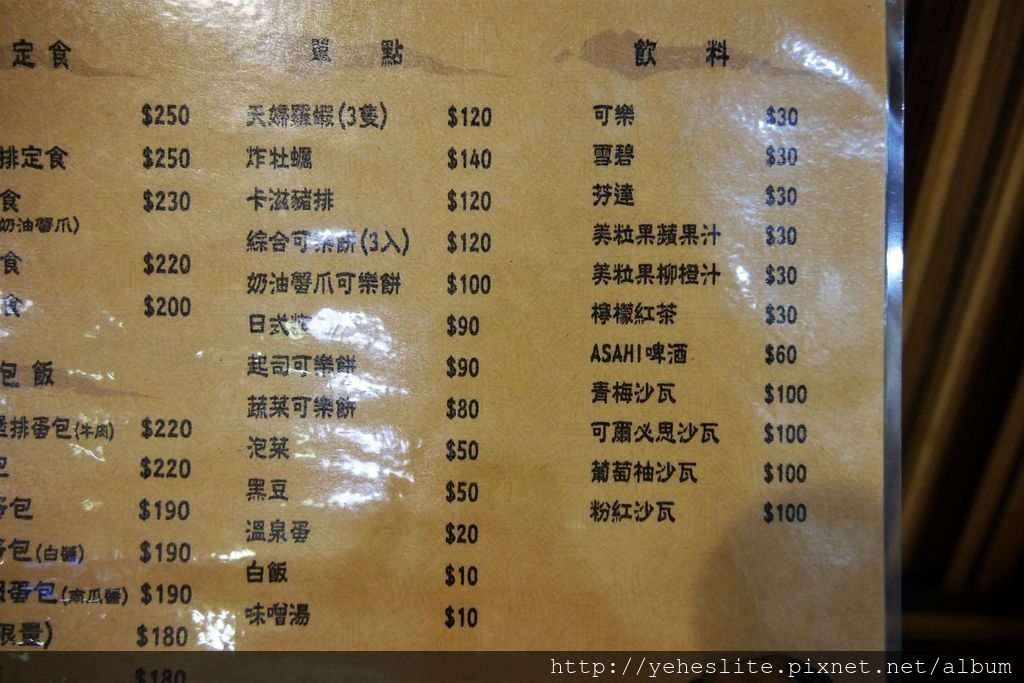 定食
$250
排定食 $250
食 $230
奶油蟹爪)
食 $220
食 $200
包飯
排蛋包(牛肉) $220
包 $220
蛋包 $190
蛋包(白醬) $190
蛋包(南瓜醬) $190
限量) $180
$180
單點
天婦羅蝦(3隻) $120
炸牡蠣 $140
卡滋豬排 $120
綜合可樂餅(3入) $120
奶油蟹爪可樂餅 $100
日式 $90
起司可樂餅 $90
蔬菜可樂餅 $80
泡菜 $50
黑豆 $50
溫泉蛋 $20
白飯 $10
味噌湯 $10
飲料
可樂 $30
雪碧 $30
芬達 $30
美粒果蘋果汁 $30
美粒果柳橙汁 $30
檸檬紅茶 $30
ASAHI啤酒 $60
青梅沙瓦 $100
可爾必思沙瓦 $100
葡萄柚沙瓦 $100
粉紅沙瓦 $100
http://yeheslite.pixnet.net/album